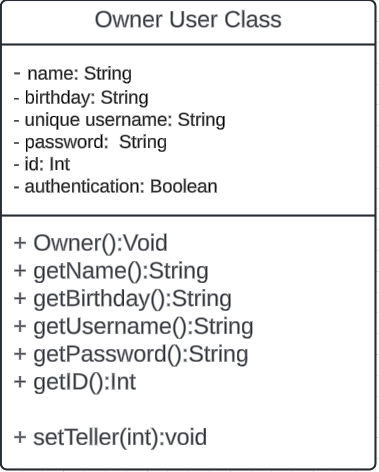 Owner User Class
- name: String
- birthday: String
- unique username: String
- password:  String
- id: Int
- authentication: Boolean
+ Owner():Void
+ getName():String
+ getBirthday():String
+ getUsername():String
+ getPassword():String
+ getID():Int
+ setTeller(int):void